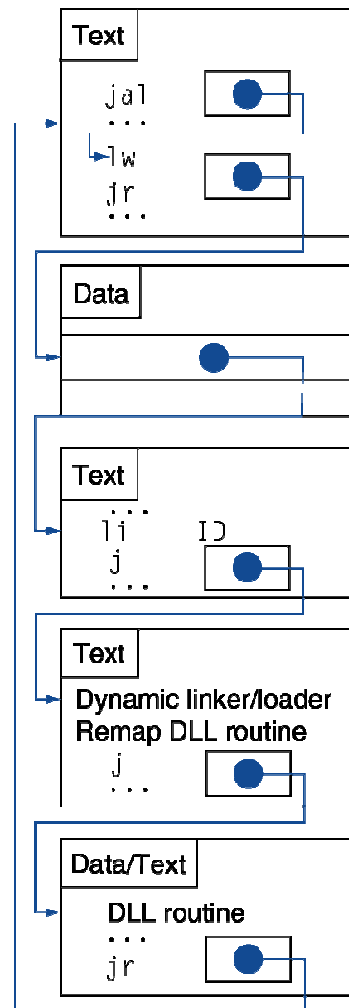 Text
jal
...
lw
jr
...
Data
Text
...
li ID
j
...
Text
Dynamic linker/loader
Remap DLL routine
j
...
Data/Text
DLL routine
...
jr